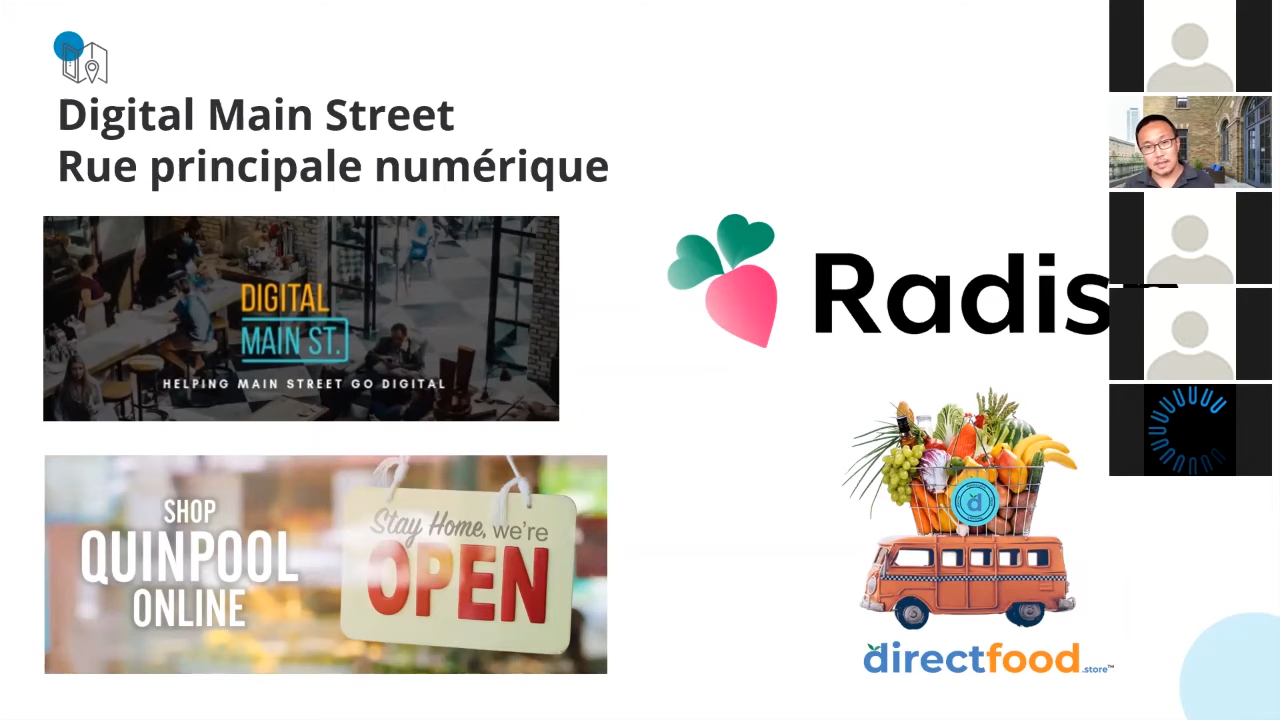 Digital Main Street
Rue principale numérique
DIGITAL
MAIN ST.
HELPING MAIN STREET GO DIGITAL
Radis
SHOP
QUINPOOL
ONLINE
Stay Home, we're
OPEN
d
directfood.store™